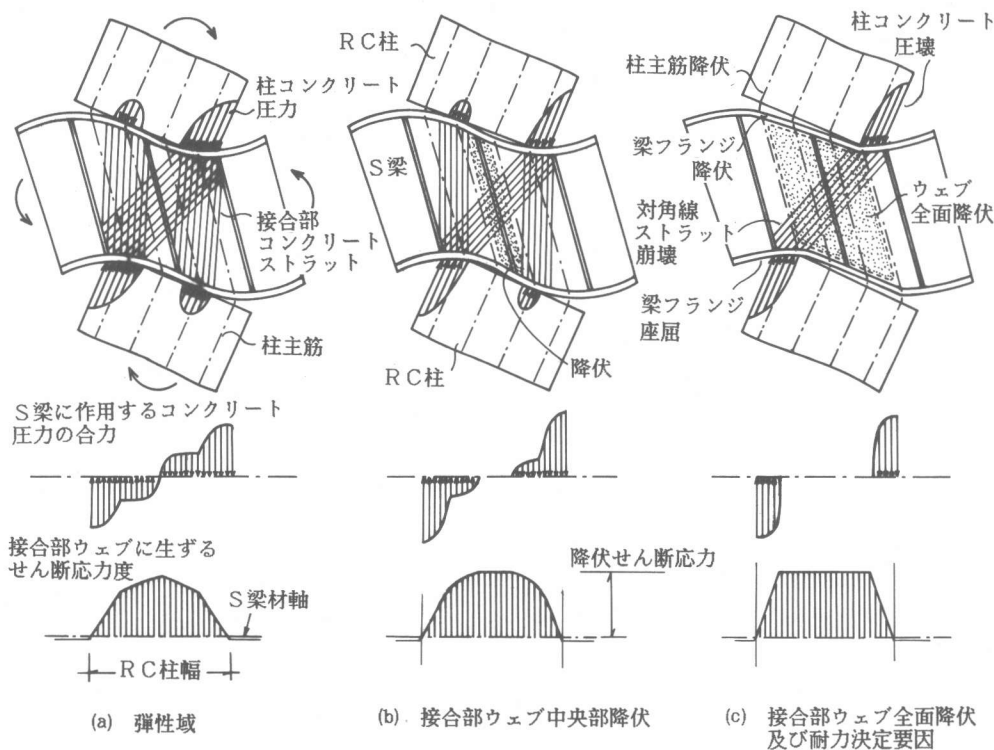 柱コンクリート
圧力
接合部
コンクリート
ストラット
柱主筋
S梁に作用するコンクリート
圧力の合力
接合部ウェブに生ずる
せん断応力度
S梁材軸
RC柱幅
(a) 弾性域
RC柱
S梁
RC柱
降伏
降伏せん断応力
(b) 接合部ウェブ中央部降伏
柱コンクリート
圧壊
柱主筋降伏
梁フランジ
降伏
ウェブ
全面降伏
対角線
ストラット
崩壊
梁フランジ
座屈
(c) 接合部ウェブ全面降伏
及び耐力決定要因